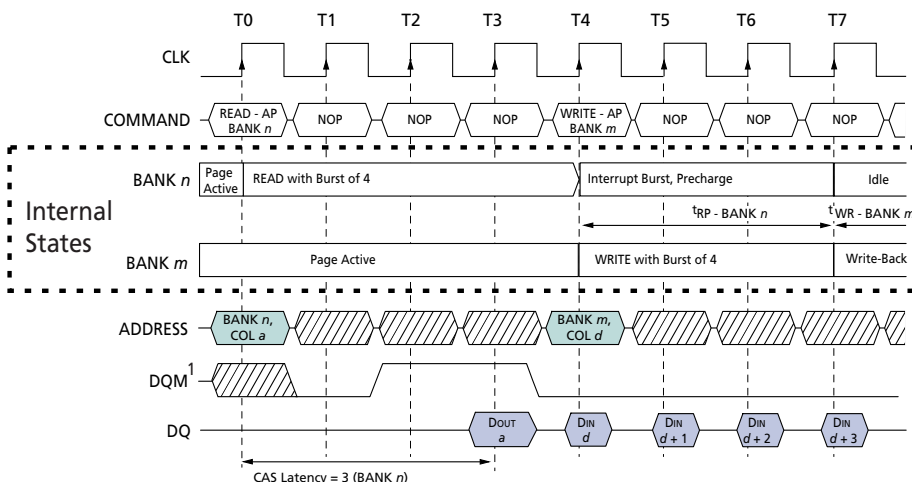 T0 T1 T2 T3 T4 T5 T6 T7
CLK
COMMAND READ - AP BANK n NOP NOP NOP WRITE - AP BANK m NOP NOP NOP
Internal States
BANK n Page Active READ with Burst of 4 Interrupt Burst, Precharge Idle
tRP - BANK n tWR - BANK m
BANK m Page Active WRITE with Burst of 4 Write-Back
ADDRESS BANK n, COL a BANK m, COL d
DQM1
DQ DOUT a DIN d DIN d + 1 DIN d + 2 DIN d + 3
CAS Latency = 3 (BANK n)